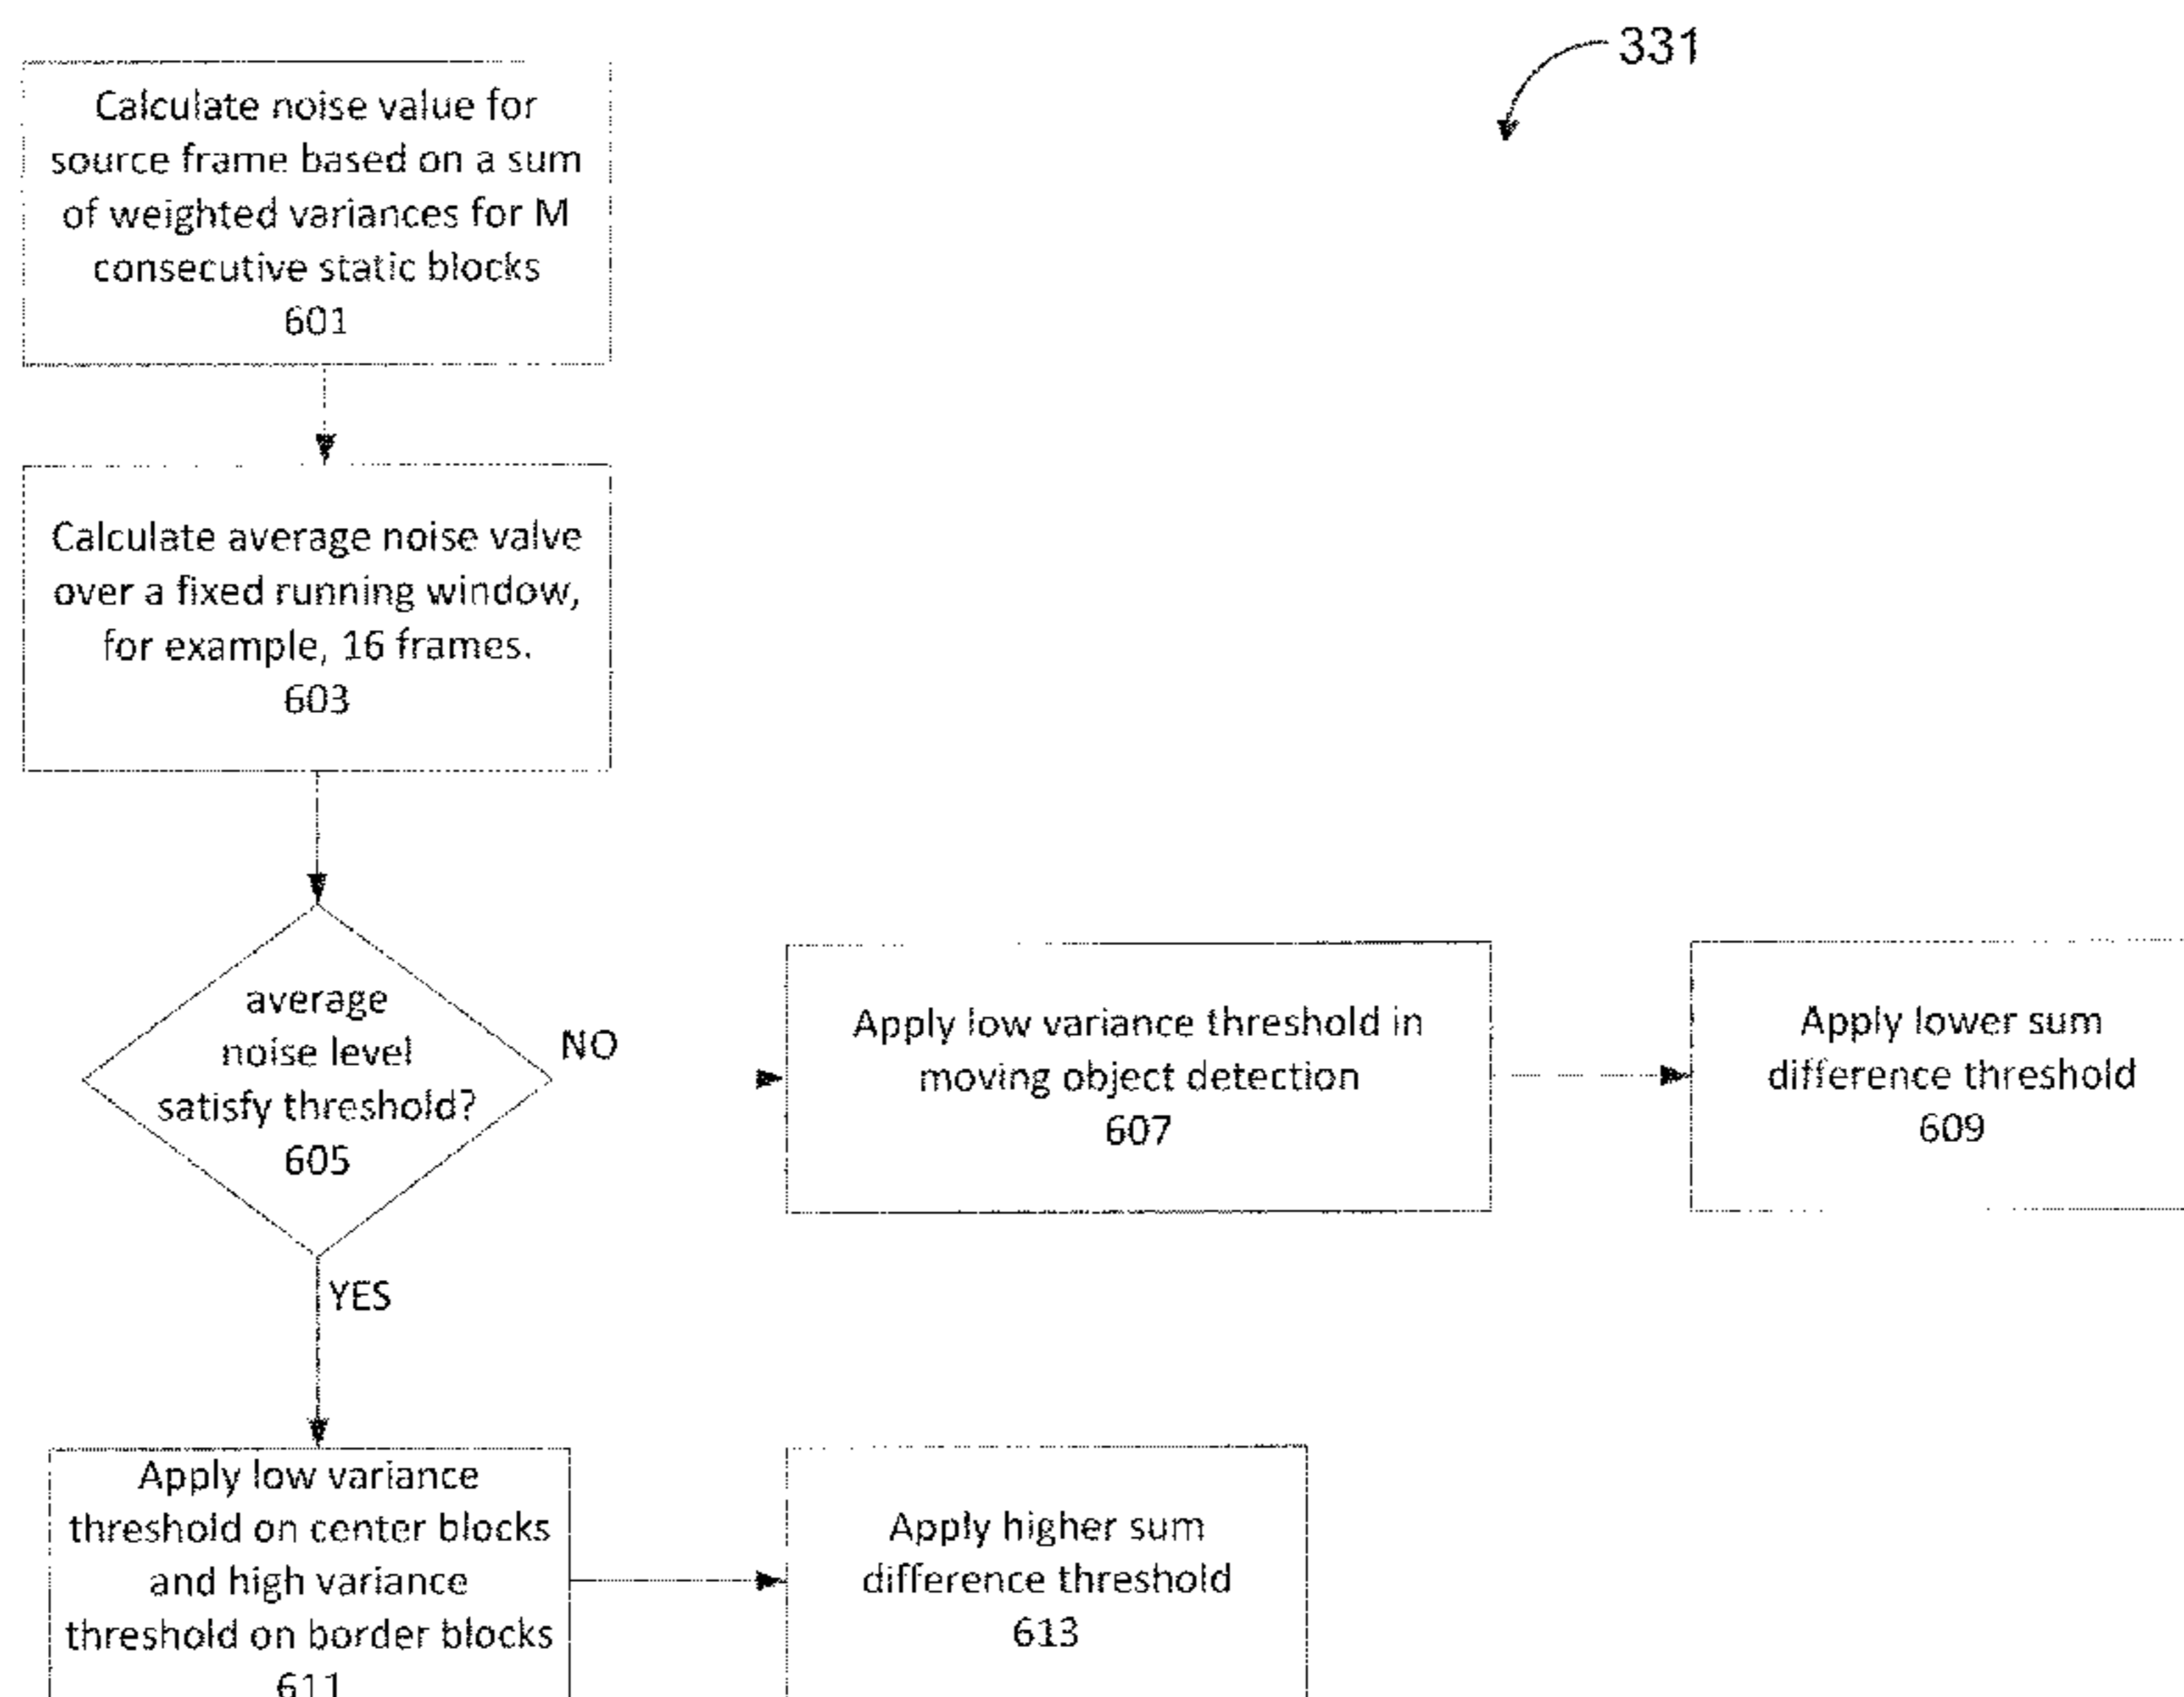 331
Calculate noise value for
source frame based on a sum
of weighted variances for M
consecutive static blocks
601
Calculate average noise valve
over a fixed running window,
for example, 16 frames.
603
average
noise level
satisfy threshold?
605
NO
Apply low variance threshold in
moving object detection
607
Apply lower sum
difference threshold
609
YES
Apply low variance
threshold on center blocks
and high variance
threshold on border blocks
611
Apply higher sum
difference threshold
613